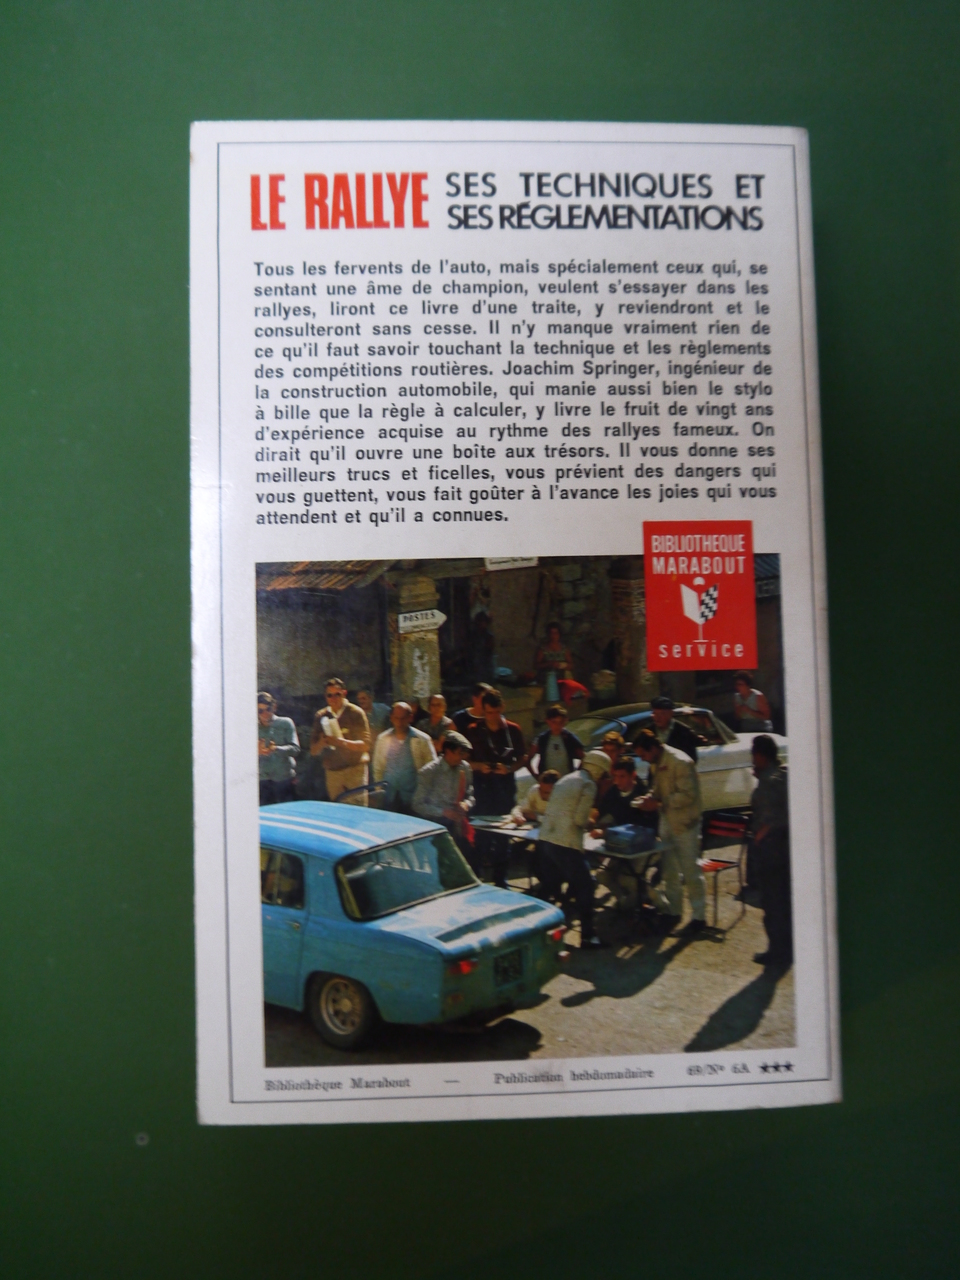 LE RALLYE SES TECHNIQUES ET
SES RÉGLEMENTATIONS
Tous les fervents de l'auto, mais spécialement ceux qui, se
sentant une âme de champion, veulent s'essayer dans les
rallyes, liront ce livre d'une traite, y reviendront et le
consulteront sans cesse. Il n'y manque vraiment rien de
ce qu'il faut savoir touchant la technique et les règlements
des compétitions routières. Joachim Springer, ingénieur de
la construction automobile, qui manie aussi bien le stylo
à bille que la règle à calculer, y livre le fruit de vingt ans
d'expérience acquise au rythme des rallyes fameux. On
dirait qu'il ouvre une boîte aux trésors. Il vous donne ses
meilleurs trucs et ficelles, vous prévient des dangers qui
vous guettent, vous fait goûter à l'avance les joies qui vous
attendent et qu'il a connues.
BIBLIOTHEQUE
MARABOUT
service
POSTES
Bibliothèque Marabout — Publication hebdomadaire 69/N° 6A ★★★